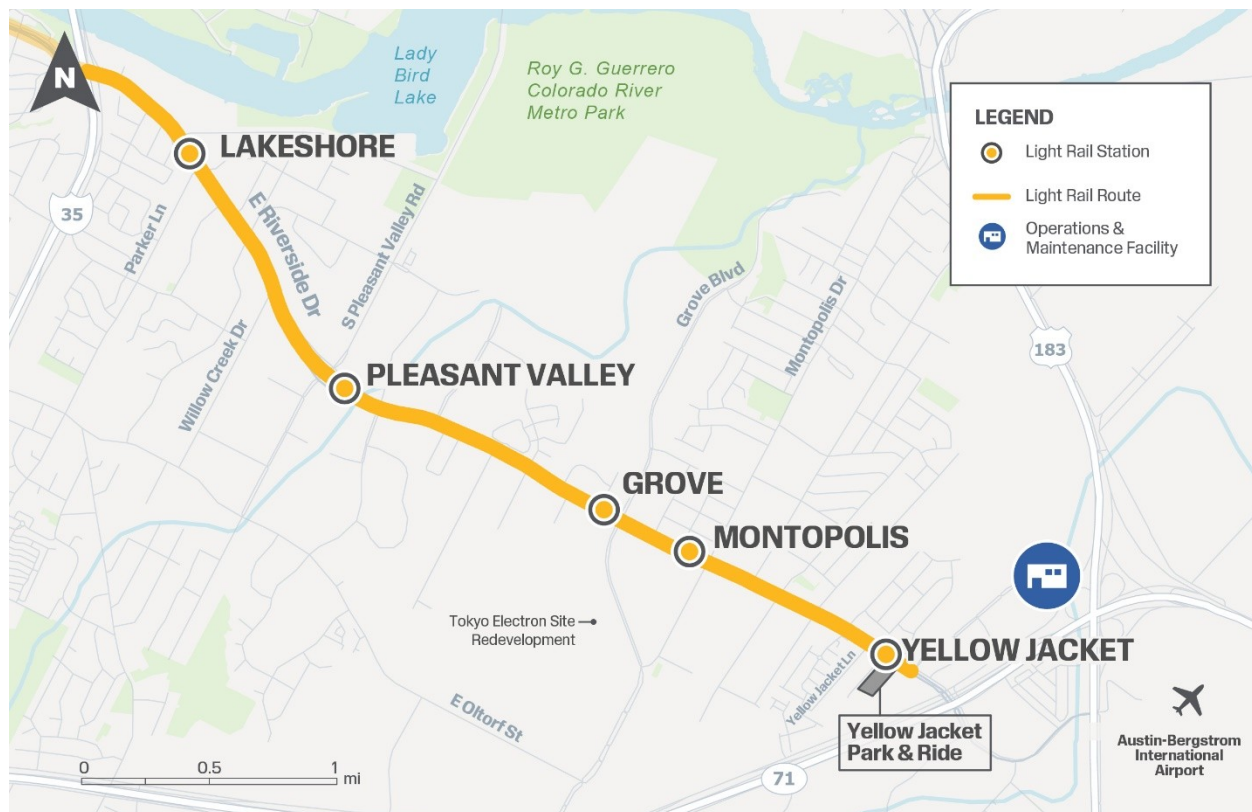 N
Lady
Bird
Lake
Roy G. Guerrero
Colorado River
Metro Park
LEGEND
Light Rail Station
Light Rail Route
Operations &
Maintenance Facility
LAKESHORE
35
Parker Ln
E Riverside Dr
S Pleasant Valley Rd
Grove Blvd
Montopolis Dr
183
Willow Creek Dr
PLEASANT VALLEY
GROVE
MONTOPOLIS
Tokyo Electron Site
Redevelopment
YELLOW JACKET
Yellow Jacket Ln
E Oltorf St
Yellow Jacket
Park & Ride
71
Austin-Bergstrom
International
Airport
0 0.5 1
mi